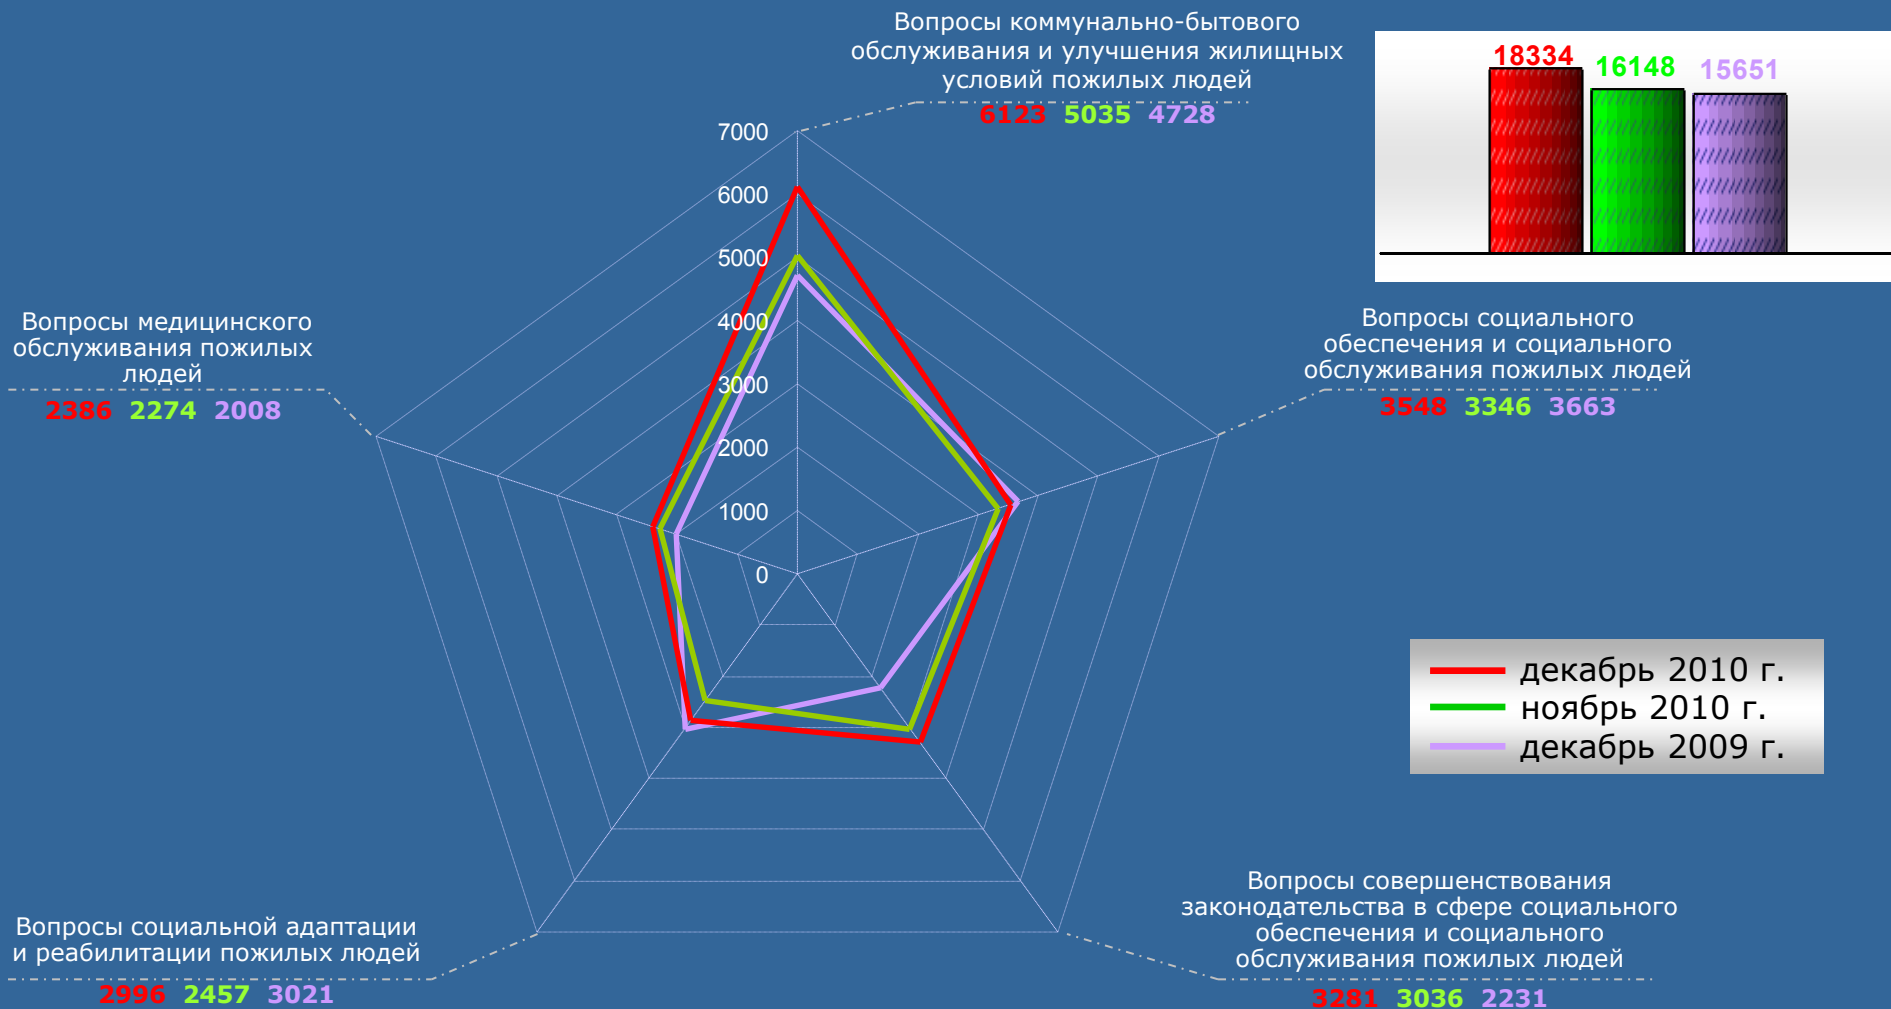 Вопросы коммунально-бытового
обслуживания и улучшения жилищных
условий пожилых людей
6123 5035 4728
18334 16148 15651
7000
6000
5000
4000
3000
2000
1000
0
Вопросы медицинского
обслуживания пожилых
людей
2386 2274 2008
Вопросы социального
обеспечения и социального
обслуживания пожилых людей
3548 3346 3663
декабрь 2010 г.
ноябрь 2010 г.
декабрь 2009 г.
Вопросы социальной адаптации
и реабилитации пожилых людей
2996 2457 3021
Вопросы совершенствования
законодательства в сфере социального
обеспечения и социального
обслуживания пожилых людей
3281 3036 2231